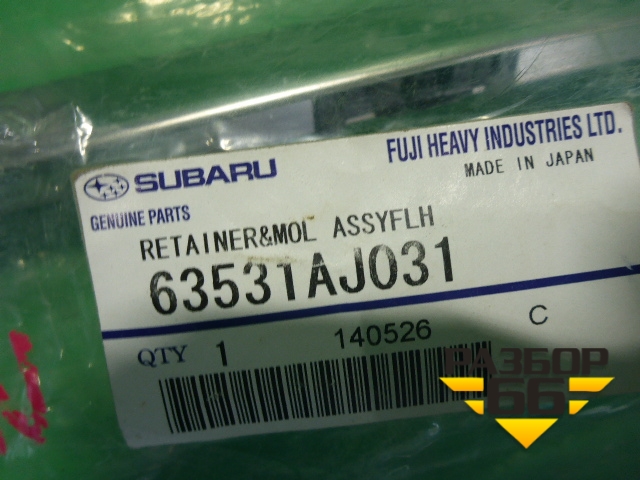 SUBARU
FUJI HEAVY INDUSTRIES LTD.
GENUINE PARTS
MADE IN JAPAN
RETAINER&MOL ASSYFLH
63531AJ031
QTY 1 140526 C
РАЗБОР
66